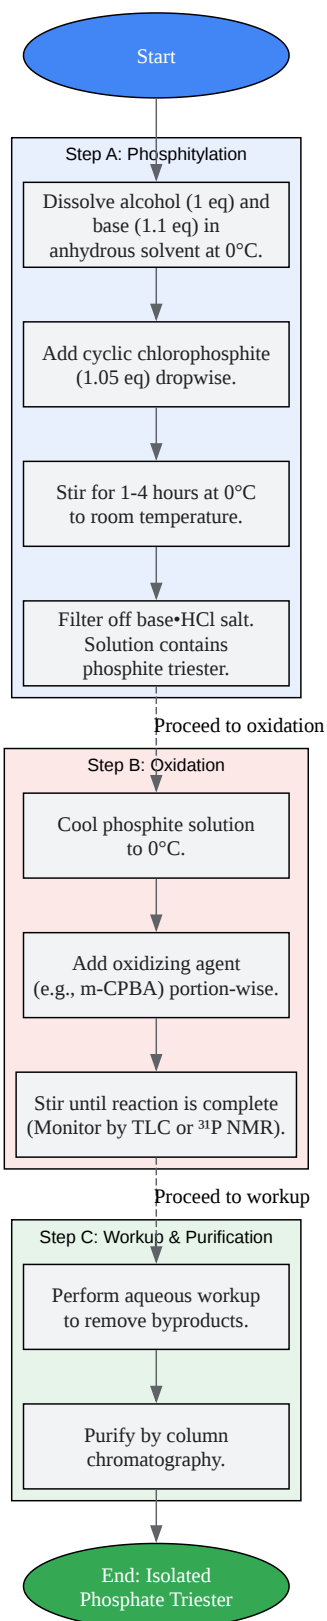 Start
Step A: Phosphitylation
Dissolve alcohol (1 eq) and
base (1.1 eq) in
anhydrous solvent at 0°C.
Add cyclic chlorophosphite
(1.05 eq) dropwise.
Stir for 1-4 hours at 0°C
to room temperature.
Filter off base•HCl salt.
Solution contains
phosphite triester.
Proceed to oxidation
Step B: Oxidation
Cool phosphite solution
to 0°C.
Add oxidizing agent
(e.g., m-CPBA) portion-wise.
Stir until reaction is complete
(Monitor by TLC or ³¹P NMR).
Proceed to workup
Step C: Workup & Purification
Perform aqueous workup
to remove byproducts.
Purify by column
chromatography.
End: Isolated
Phosphate Triester